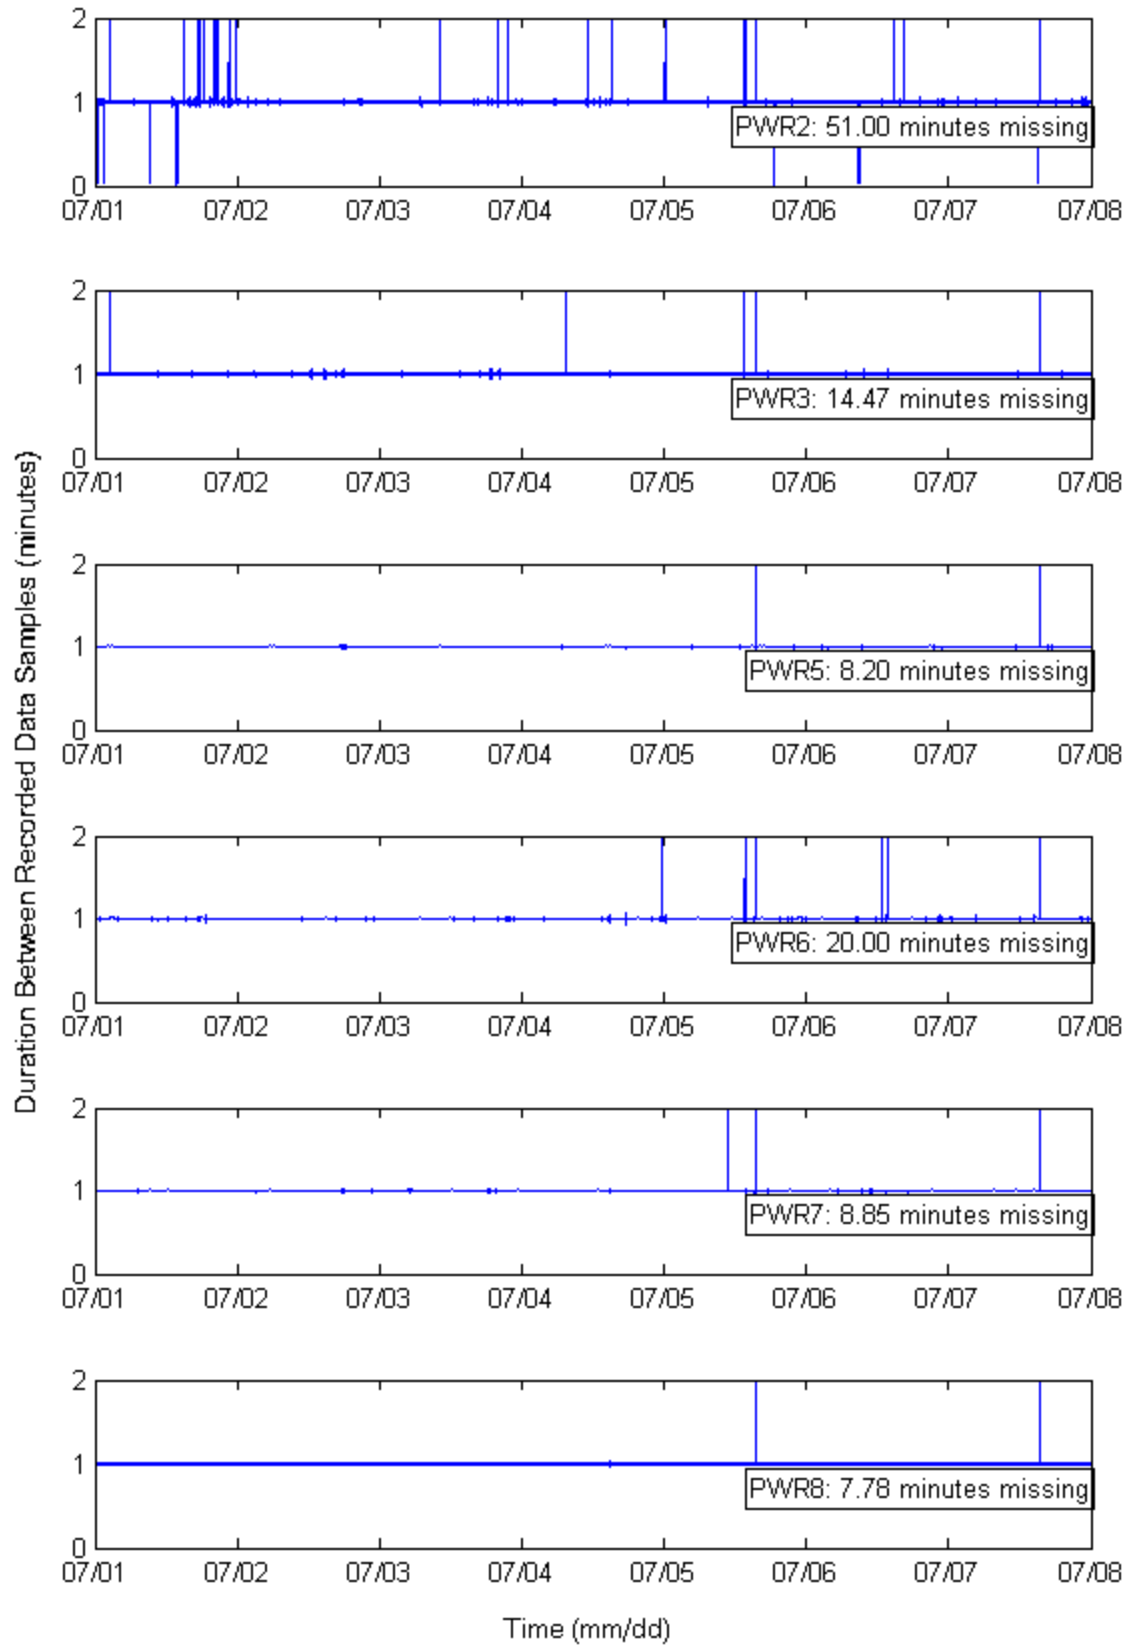 2
1
PWR2: 51.00 minutes missing
0
07/01 07/02 07/03 07/04 07/05 07/06 07/07 07/08
2
1
PWR3: 14.47 minutes missing
0
07/01 07/02 07/03 07/04 07/05 07/06 07/07 07/08
2
1
PWR5: 8.20 minutes missing
0
07/01 07/02 07/03 07/04 07/05 07/06 07/07 07/08
2
1
PWR6: 20.00 minutes missing
0
07/01 07/02 07/03 07/04 07/05 07/06 07/07 07/08
2
1
PWR7: 8.85 minutes missing
0
07/01 07/02 07/03 07/04 07/05 07/06 07/07 07/08
2
1
PWR8: 7.78 minutes missing
0
07/01 07/02 07/03 07/04 07/05 07/06 07/07 07/08
Duration Between Recorded Data Samples (minutes)
Time (mm/dd)